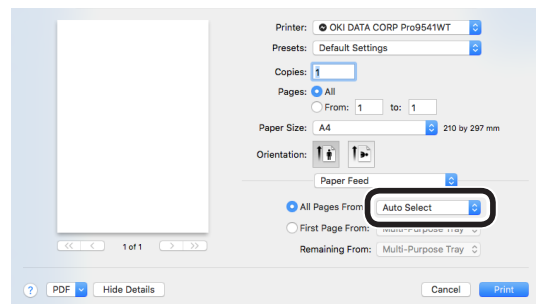 Printer: OKI DATA CORP Pro9541WT
Presets: Default Settings
Copies: 1
Pages: All
From: 1 to: 1
Paper Size: A4 210 by 297 mm
Orientation:
Paper Feed
All Pages From: Auto Select
First Page From: Multi-Purpose Tray
<< < 1 of 1 > >>
Remaining From: Multi-Purpose Tray
? PDF Hide Details Cancel Print